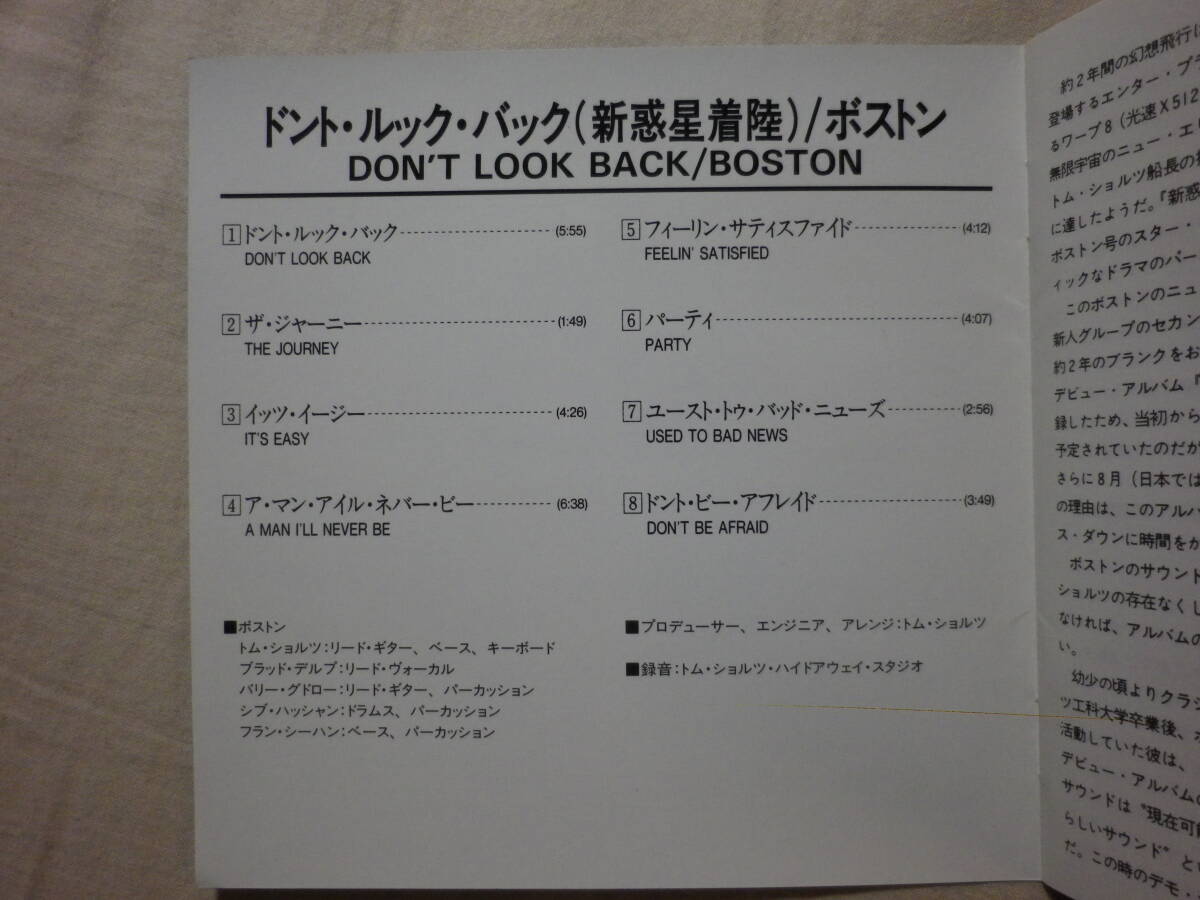 ドント・ルック・バック(新惑星着陸)/ボストン
DON'T LOOK BACK/BOSTON
1 ドント・ルック・バック (5:55)
DON'T LOOK BACK
2 ザ・ジャーニー (1:49)
THE JOURNEY
3 イッツ・イージー (4:26)
IT'S EASY
4 ア・マン・アイル・ネバー・ビー (6:38)
A MAN I'LL NEVER BE
5 フィーリン・サティスファイド (4:12)
FEELIN' SATISFIED
6 パーティ (4:07)
PARTY
7 ユースト・トゥ・バッド・ニューズ (2:56)
USED TO BAD NEWS
8 ドント・ビー・アフレイド (3:49)
DON'T BE AFRAID
■ボストン
トム・ショルツ:リード・ギター、ベース、キーボード
ブラッド・デルプ:リード・ヴォーカル
バリー・グドロー:リード・ギター、パーカッション
シブ・ハッシャン:ドラムス、パーカッション
フラン・シーハン:ベース、パーカッション
■プロデューサー、エンジニア、アレンジ:トム・ショルツ
■録音:トム・ショルツ・ハイドアウェイ・スタジオ
約2年間の幻想飛行
登場するエンター・プ
るワープ8(光速×512
無限宇宙のニュー・エ
トム・ショルツ船長の
に達したようだ。『新惑
ボストン号のスター・
ィックなドラマのパー
このボストンのニュ
新人グループのセカン
約2年のブランクをお
デビュー・アルバム『
録したため、当初から
予定されていたのだが
さらに8月(日本では
の理由は、このアルバ
ス・ダウンに時間をか
ボストンのサウンド
ショルツの存在なくし
なければ、アルバムの
い。
幼少の頃よりクラシ
ツ工科大学卒業後、
活動していた彼は、
デビュー・アルバムの
サウンドは〝現在可能
らしいサウンド〟と
だ。この時のデモ・